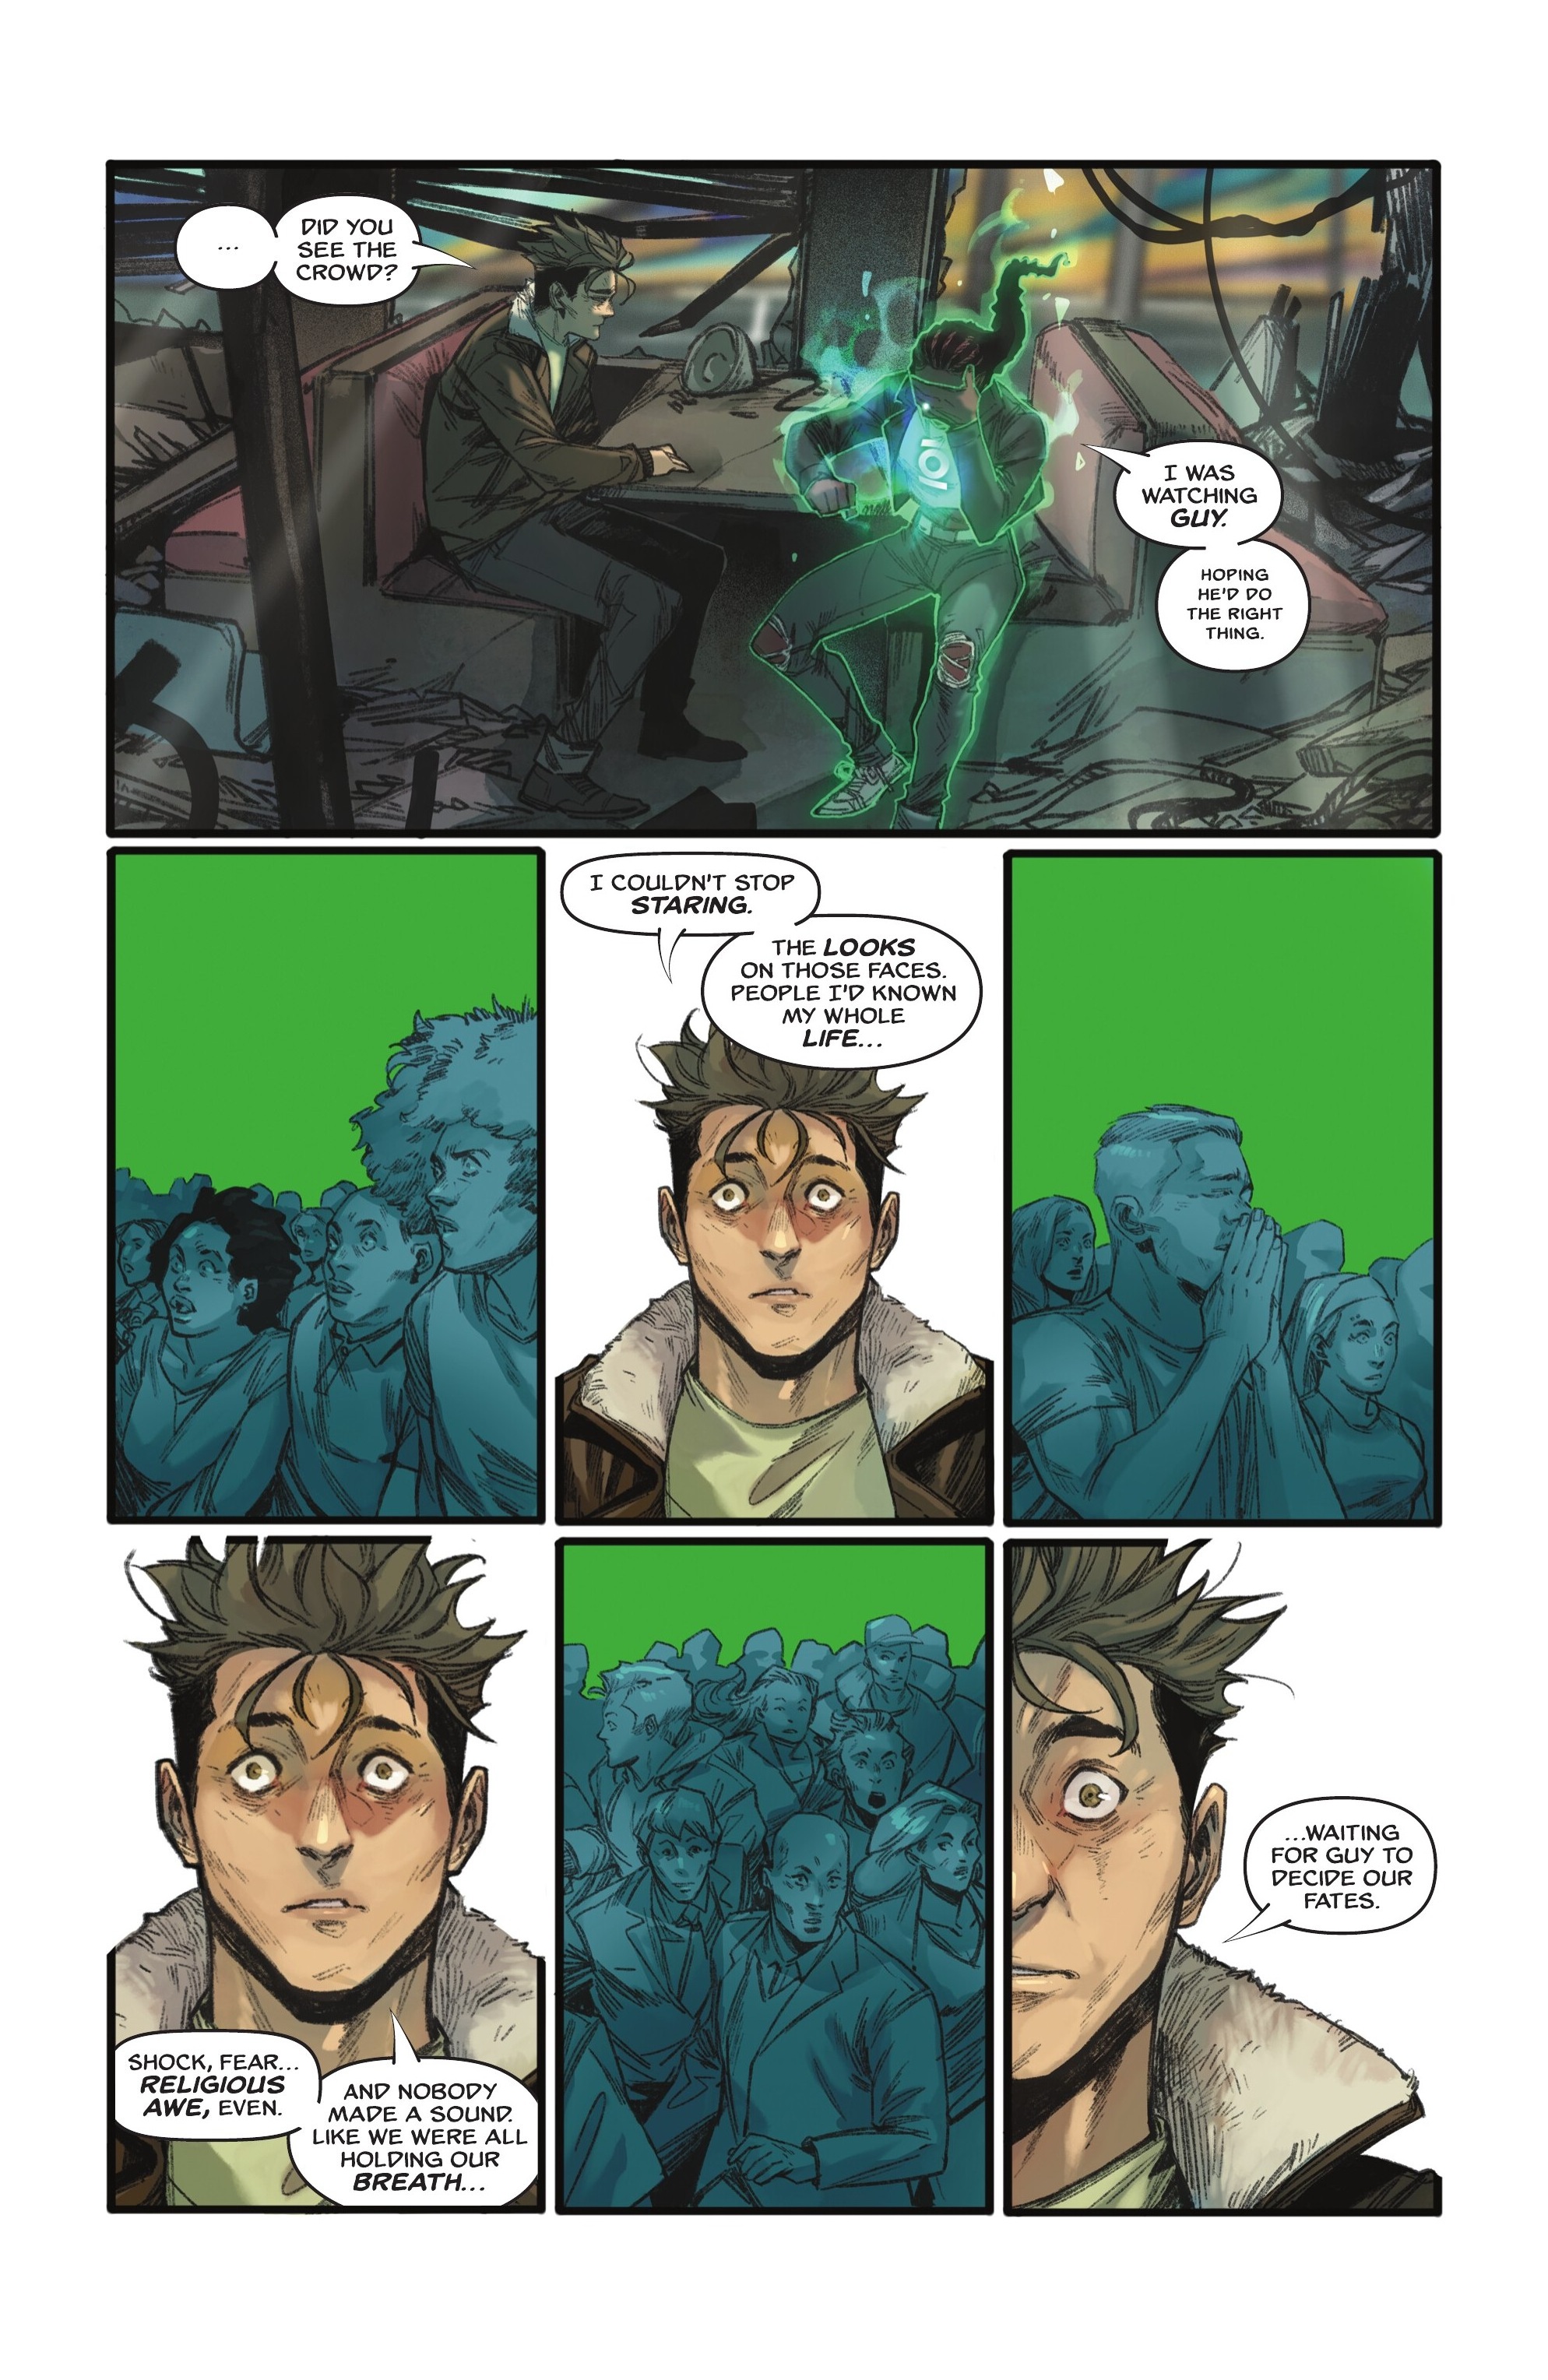 ...
DID YOU
SEE THE
CROWD?
I WAS
WATCHING
GUY.
HOPING
HE'D DO
THE RIGHT
THING.
I COULDN'T STOP
STARING.
THE LOOKS
ON THOSE FACES.
PEOPLE I'D KNOWN
MY WHOLE
LIFE...
SHOCK, FEAR...
RELIGIOUS
AWE, EVEN.
AND NOBODY
MADE A SOUND.
LIKE WE WERE ALL
HOLDING OUR
BREATH...
...WAITING
FOR GUY TO
DECIDE OUR
FATES.